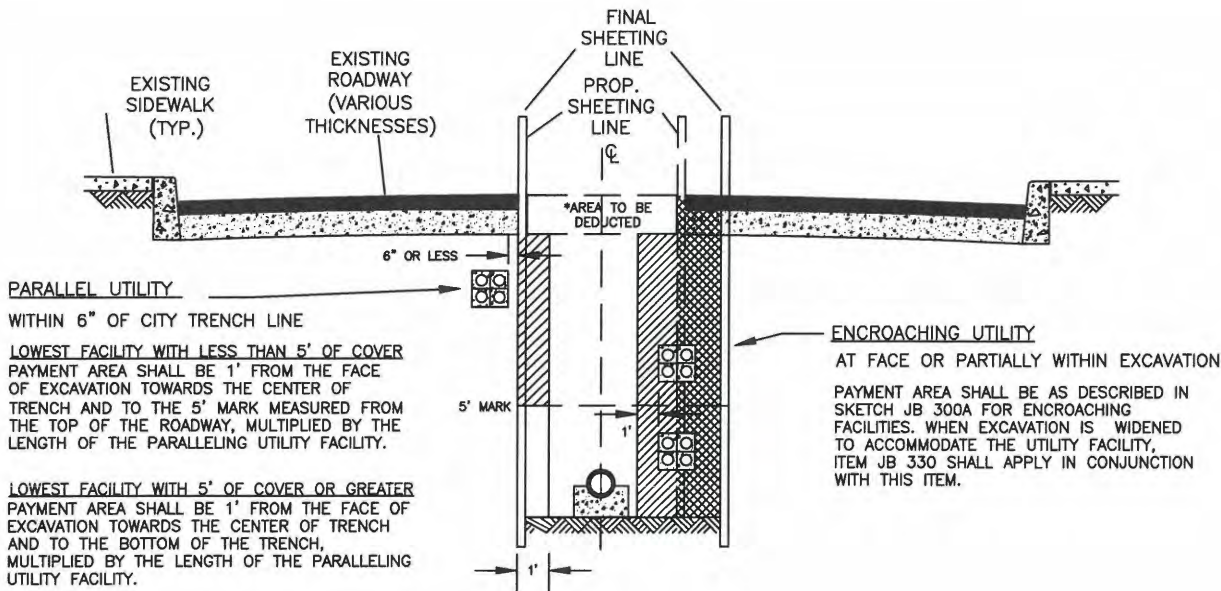 FINAL
SHEETING
LINE
PROP.
SHEETING
LINE
℄
EXISTING
ROADWAY
(VARIOUS
THICKNESSES)
EXISTING
SIDEWALK
(TYP.)
*AREA TO BE
DEDUCTED
6" OR LESS
PARALLEL UTILITY
WITHIN 6" OF CITY TRENCH LINE
LOWEST FACILITY WITH LESS THAN 5' OF COVER
PAYMENT AREA SHALL BE 1' FROM THE FACE
OF EXCAVATION TOWARDS THE CENTER OF
TRENCH AND TO THE 5' MARK MEASURED FROM
THE TOP OF THE ROADWAY, MULTIPLIED BY THE
LENGTH OF THE PARALLELING UTILITY FACILITY.
LOWEST FACILITY WITH 5' OF COVER OR GREATER
PAYMENT AREA SHALL BE 1' FROM THE FACE OF
EXCAVATION TOWARDS THE CENTER OF TRENCH
AND TO THE BOTTOM OF THE TRENCH,
MULTIPLIED BY THE LENGTH OF THE PARALLELING
UTILITY FACILITY.
5' MARK
1'
1'
ENCROACHING UTILITY
AT FACE OR PARTIALLY WITHIN EXCAVATION
PAYMENT AREA SHALL BE AS DESCRIBED IN
SKETCH JB 300A FOR ENCROACHING
FACILITIES. WHEN EXCAVATION IS WIDENED
TO ACCOMMODATE THE UTILITY FACILITY,
ITEM JB 330 SHALL APPLY IN CONJUNCTION
WITH THIS ITEM.